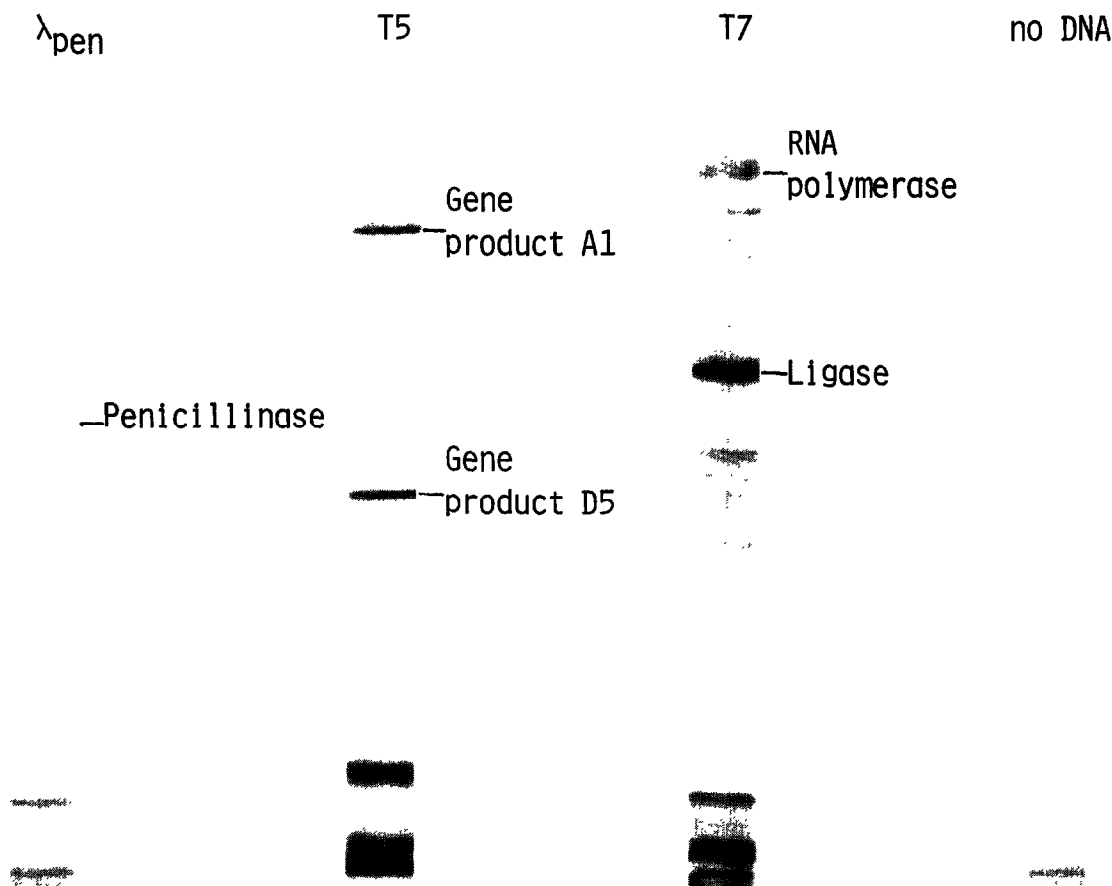 λpen T5 T7 no DNA
RNA
polymerase
Gene
product A1
Ligase
Penicillinase
Gene
product D5